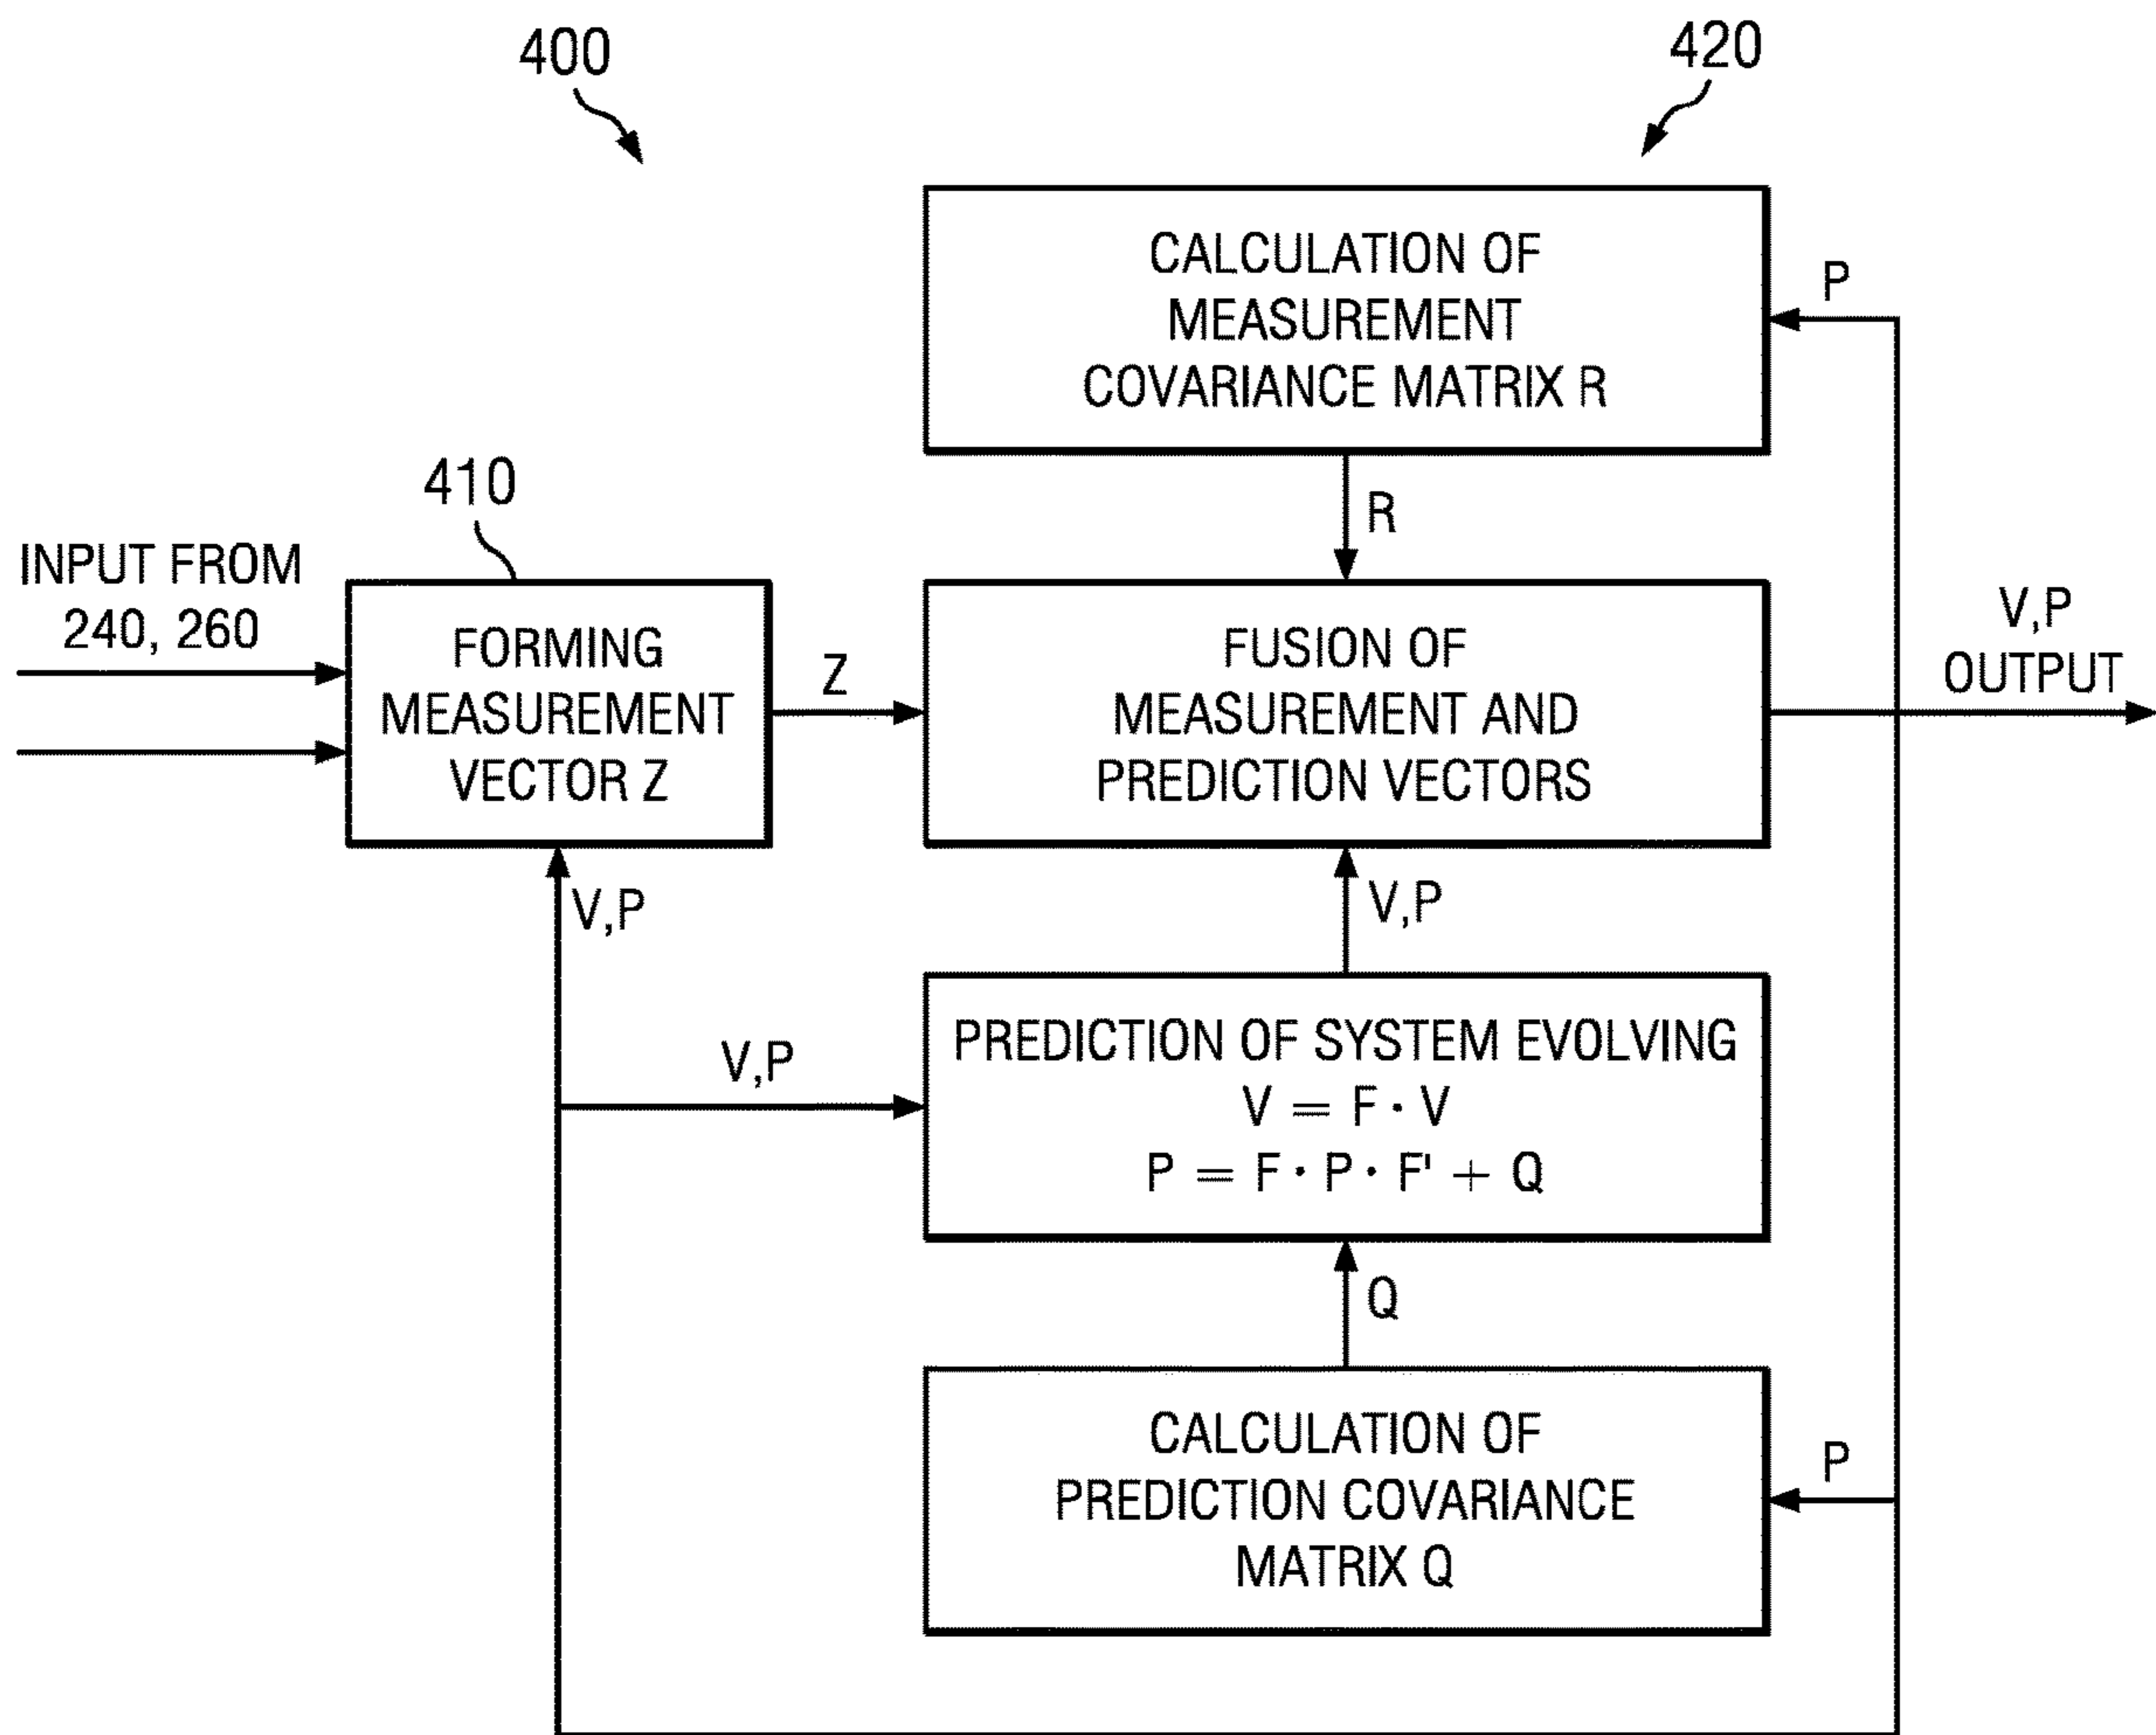 400
420
CALCULATION OF
MEASUREMENT
COVARIANCE MATRIX R
P
R
410
INPUT FROM
240, 260
FORMING
MEASUREMENT
VECTOR Z
Z
FUSION OF
MEASUREMENT AND
PREDICTION VECTORS
V,P
OUTPUT
V,P
V,P
V,P
PREDICTION OF SYSTEM EVOLVING
V = F · V
P = F · P · F' + Q
Q
CALCULATION OF
PREDICTION COVARIANCE
MATRIX Q
P